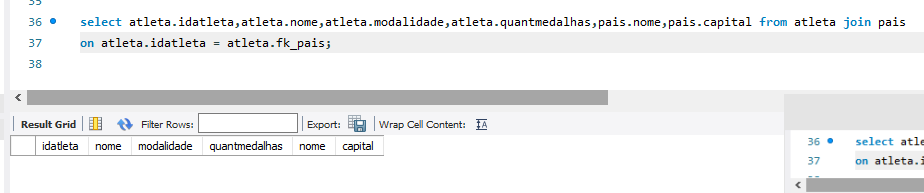 35
36 select atleta.idatleta,atleta.nome,atleta.modalidade,atleta.quantmedalhas,pais.nome,pais.capital from atleta join pais
37 on atleta.idatleta = atleta.fk_pais;
38
Result Grid Filter Rows: Export: Wrap Cell Content: IA
idatleta nome modalidade quantmedalhas nome capital
36 select atle
37 on atleta.i